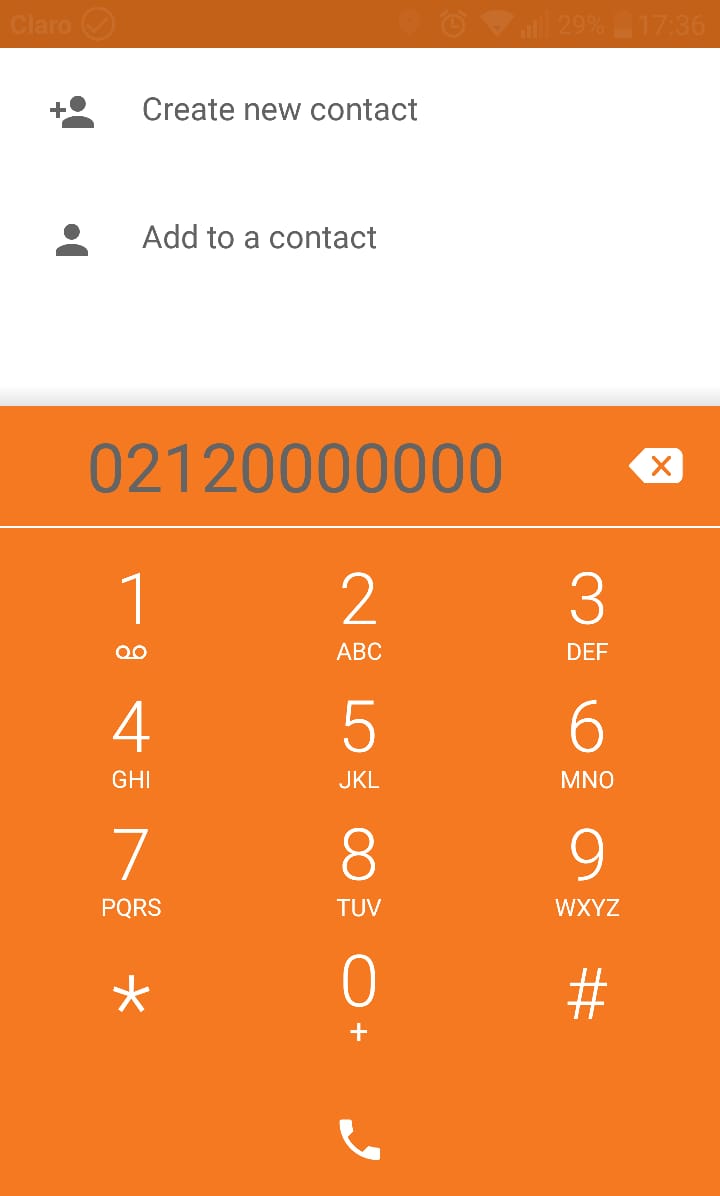 Claro 29% 17:36
Create new contact
Add to a contact
02120000000
1 2 3
ABC DEF
4 5 6
GHI JKL MNO
7 8 9
PQRS TUV WXYZ
* 0 #
+